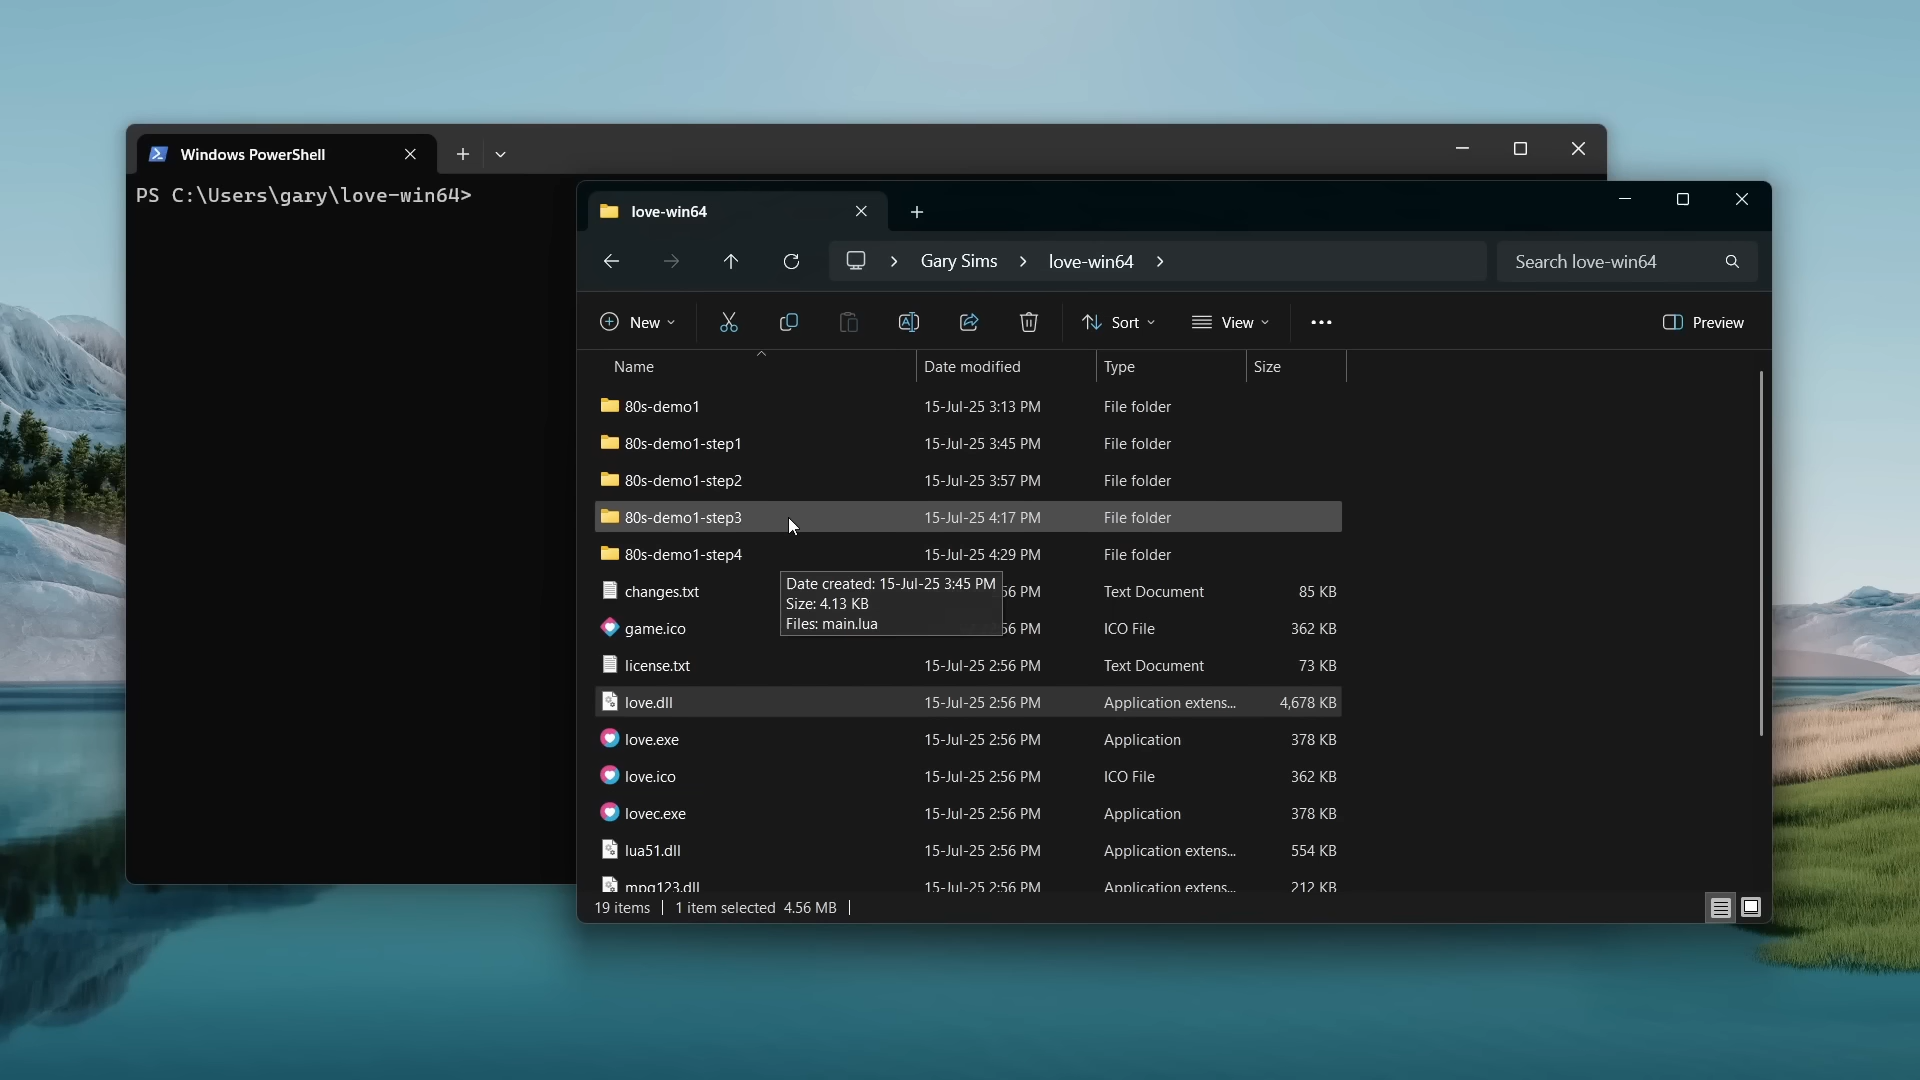 Windows PowerShell
PS C:\Users\gary\love-win64>
love-win64
Gary Sims > love-win64 >
Search love-win64
New
Sort
View
Preview
Name Date modified Type Size
80s-demo1 15-Jul-25 3:13 PM File folder
80s-demo1-step1 15-Jul-25 3:45 PM File folder
80s-demo1-step2 15-Jul-25 3:57 PM File folder
80s-demo1-step3 15-Jul-25 4:17 PM File folder
80s-demo1-step4 15-Jul-25 4:29 PM File folder
changes.txt 56 PM Text Document 85 KB
game.ico 56 PM ICO File 362 KB
Date created: 15-Jul-25 3:45 PM
Size: 4.13 KB
Files: main.lua
license.txt 15-Jul-25 2:56 PM Text Document 73 KB
love.dll 15-Jul-25 2:56 PM Application extens... 4,678 KB
love.exe 15-Jul-25 2:56 PM Application 378 KB
love.ico 15-Jul-25 2:56 PM ICO File 362 KB
lovec.exe 15-Jul-25 2:56 PM Application 378 KB
lua51.dll 15-Jul-25 2:56 PM Application extens... 554 KB
mpg123.dll 15-Jul-25 2:56 PM Application extens... 212 KB
19 items 1 item selected 4.56 MB